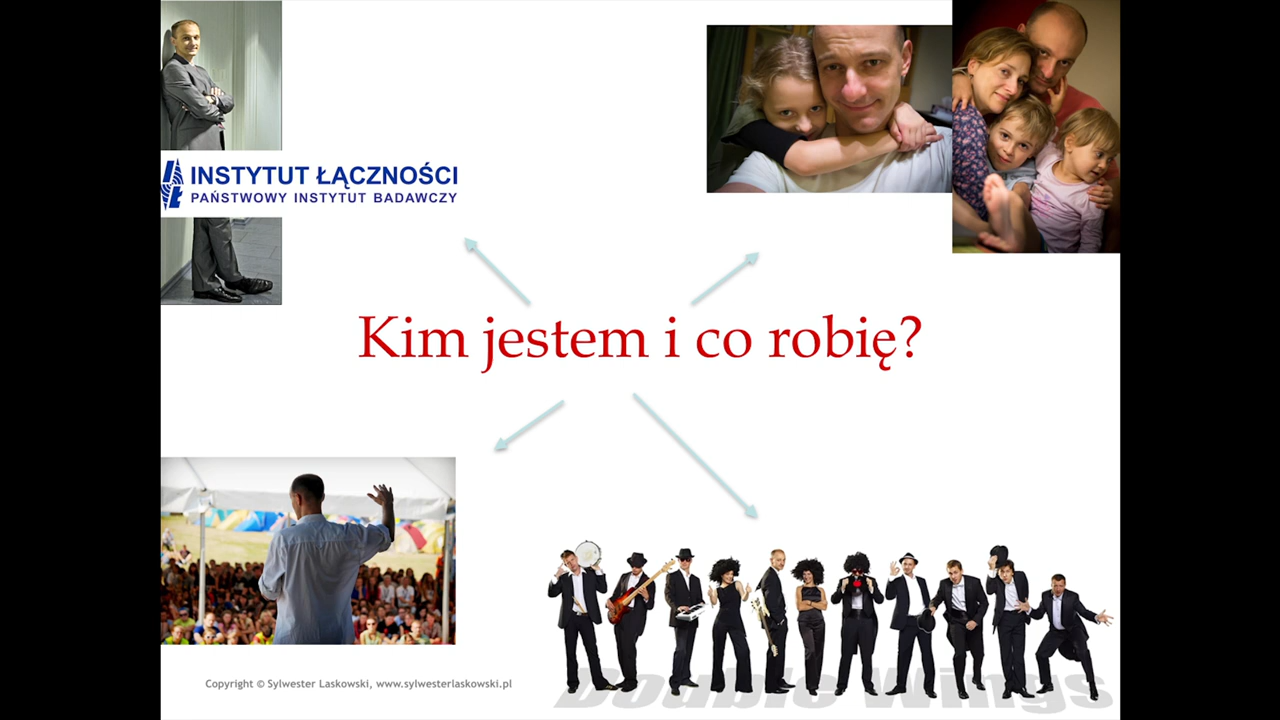 INSTYTUT ŁĄCZNOŚCI
PAŃSTWOWY INSTYTUT BADAWCZY
Kim jestem i co robię?
Double Wings
Copyright © Sylwester Laskowski, www.sylwesterlaskowski.pl